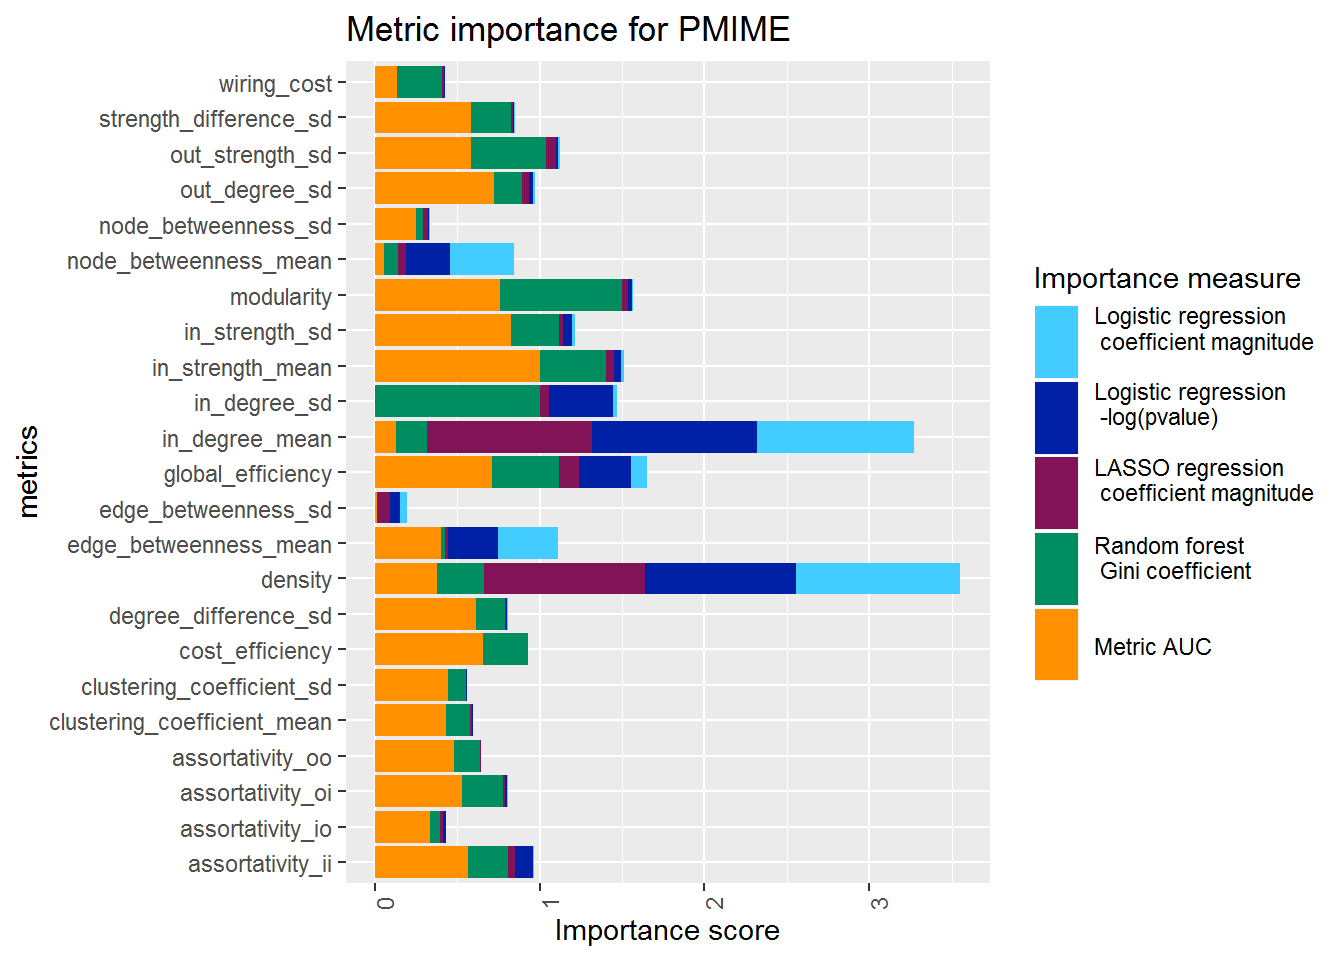 Metric importance for PMIME
wiring_cost
strength_difference_sd
out_strength_sd
out_degree_sd
node_betweenness_sd
node_betweenness_mean
modularity
in_strength_sd
in_strength_mean
in_degree_sd
in_degree_mean
global_efficiency
edge_betweenness_sd
edge_betweenness_mean
density
degree_difference_sd
cost_efficiency
clustering_coefficient_sd
clustering_coefficient_mean
assortativity_oo
assortativity_oi
assortativity_io
assortativity_ii
metrics
0
1
2
3
Importance score
Importance measure
Logistic regression
coefficient magnitude
Logistic regression
-log(pvalue)
LASSO regression
coefficient magnitude
Random forest
Gini coefficient
Metric AUC